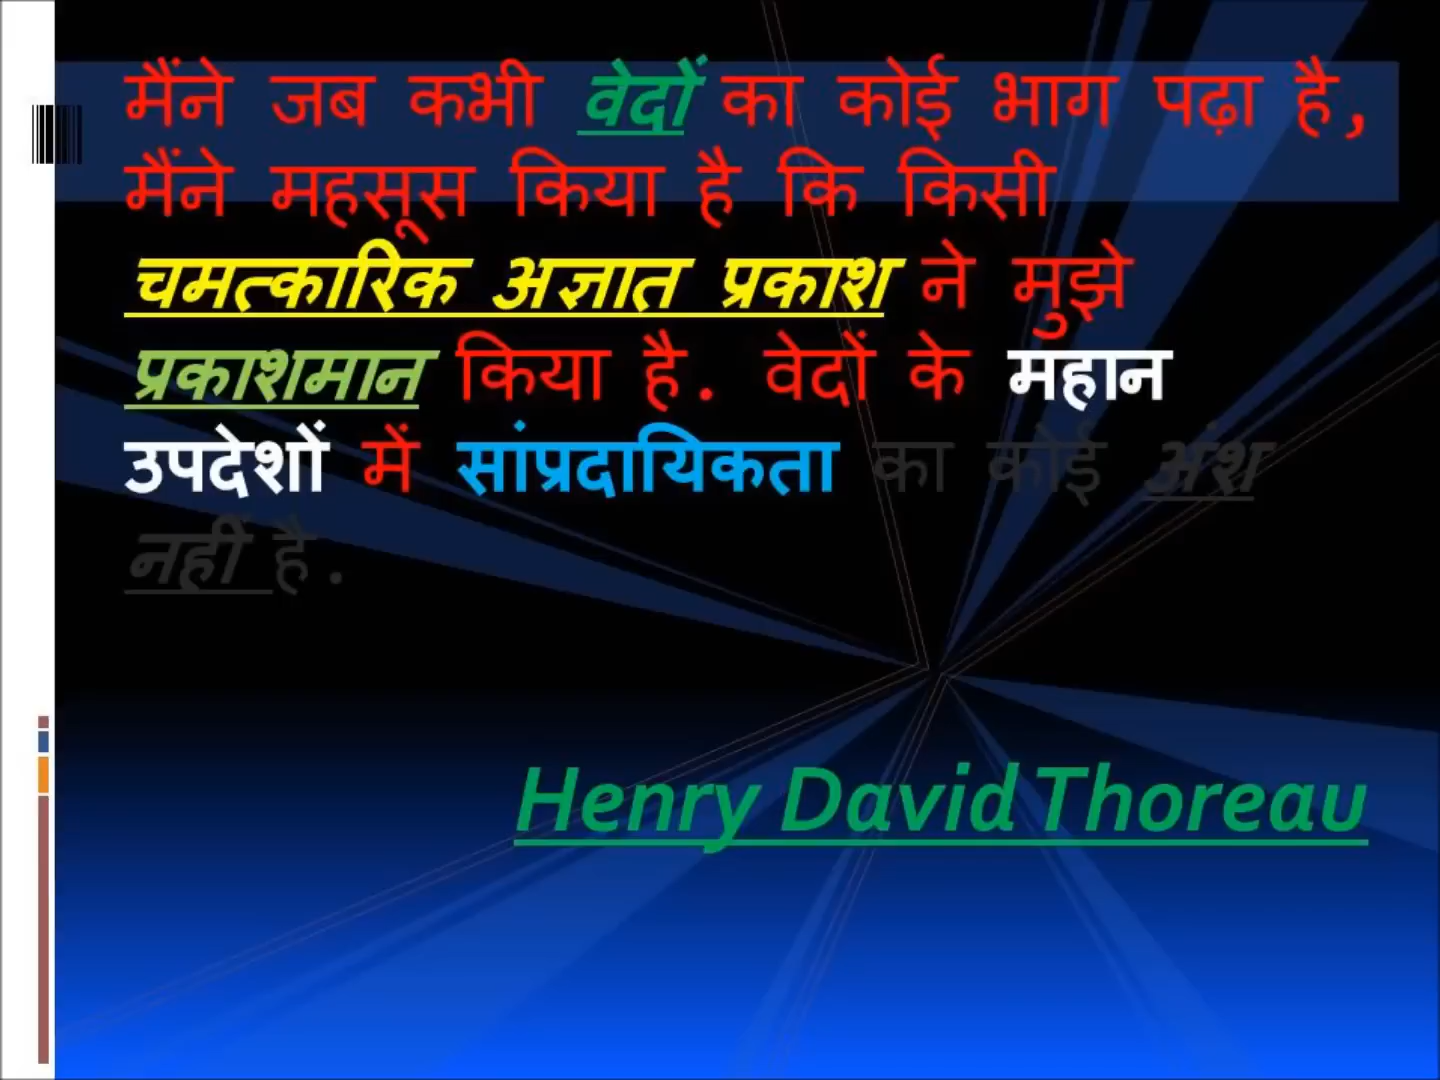 मैंने जब कभी वेदों का कोई भाग पढ़ा है,
मैंने महसूस किया है कि किसी
चमत्कारिक अज्ञात प्रकाश ने मुझे
प्रकाशमान किया है. वेदों के महान
उपदेशों में सांप्रदायिकता का कोई अंश
नहीं है.
Henry David Thoreau